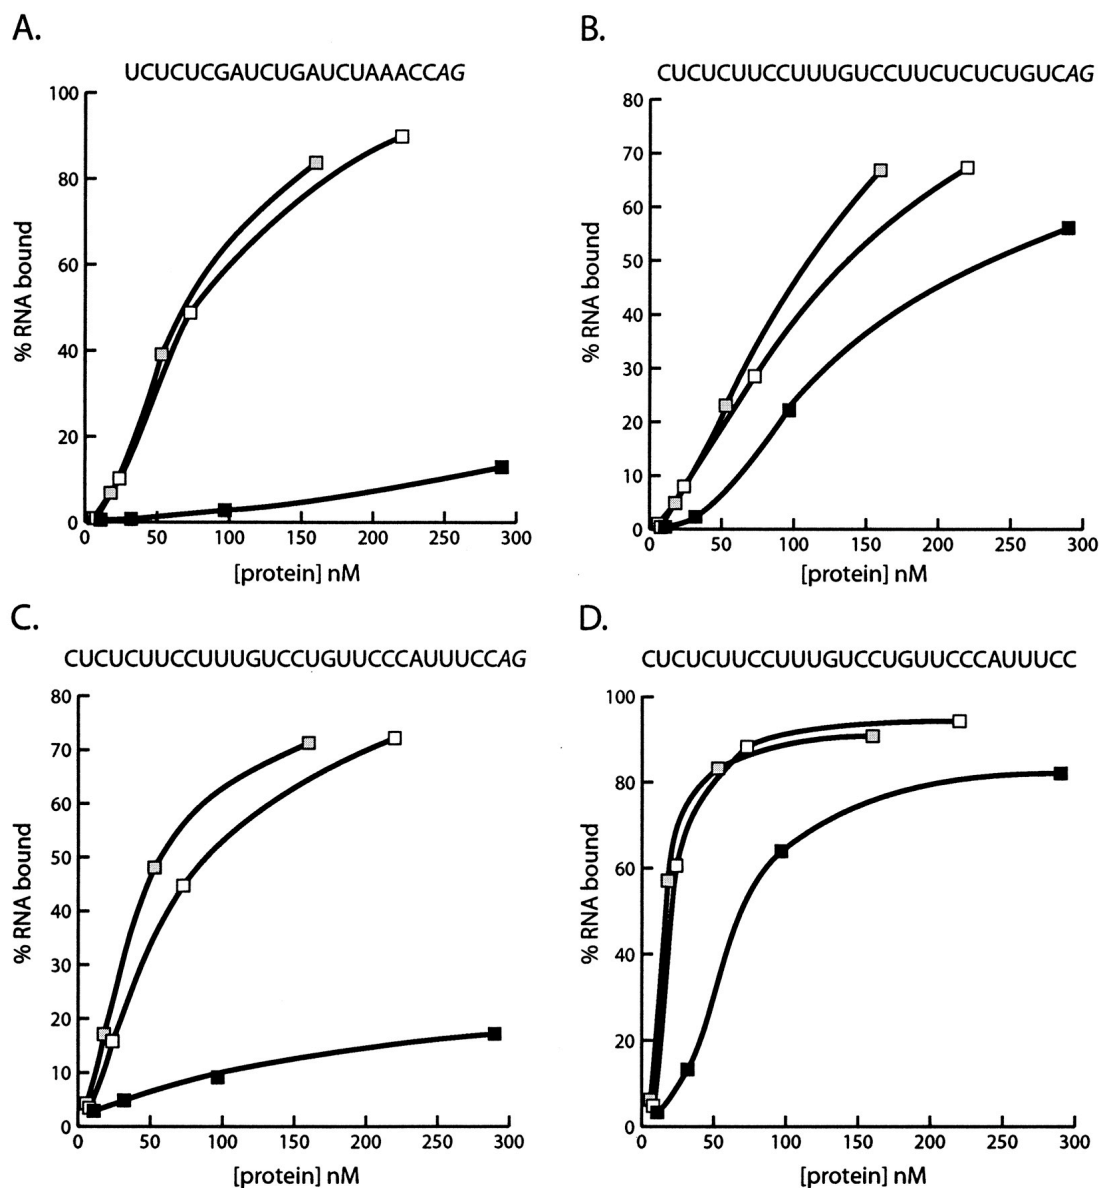 A.
UCUCUCGAUCUGAUCUAAACCAG
100
80
60
40
20
0
% RNA bound
0 50 100 150 200 250 300
[protein] nM
B.
CUCUCUUCCUUUGUCCUUCUCUCUGUCAG
80
70
60
50
40
30
20
10
0
% RNA bound
0 50 100 150 200 250 300
[protein] nM
C.
CUCUCUUCCUUUGUCCUGUUCCCAUUUCCAG
80
70
60
50
40
30
20
10
0
% RNA bound
0 50 100 150 200 250 300
[protein] nM
D.
CUCUCUUCCUUUGUCCUGUUCCCAUUUCC
100
80
60
40
20
0
% RNA bound
0 50 100 150 200 250 300
[protein] nM